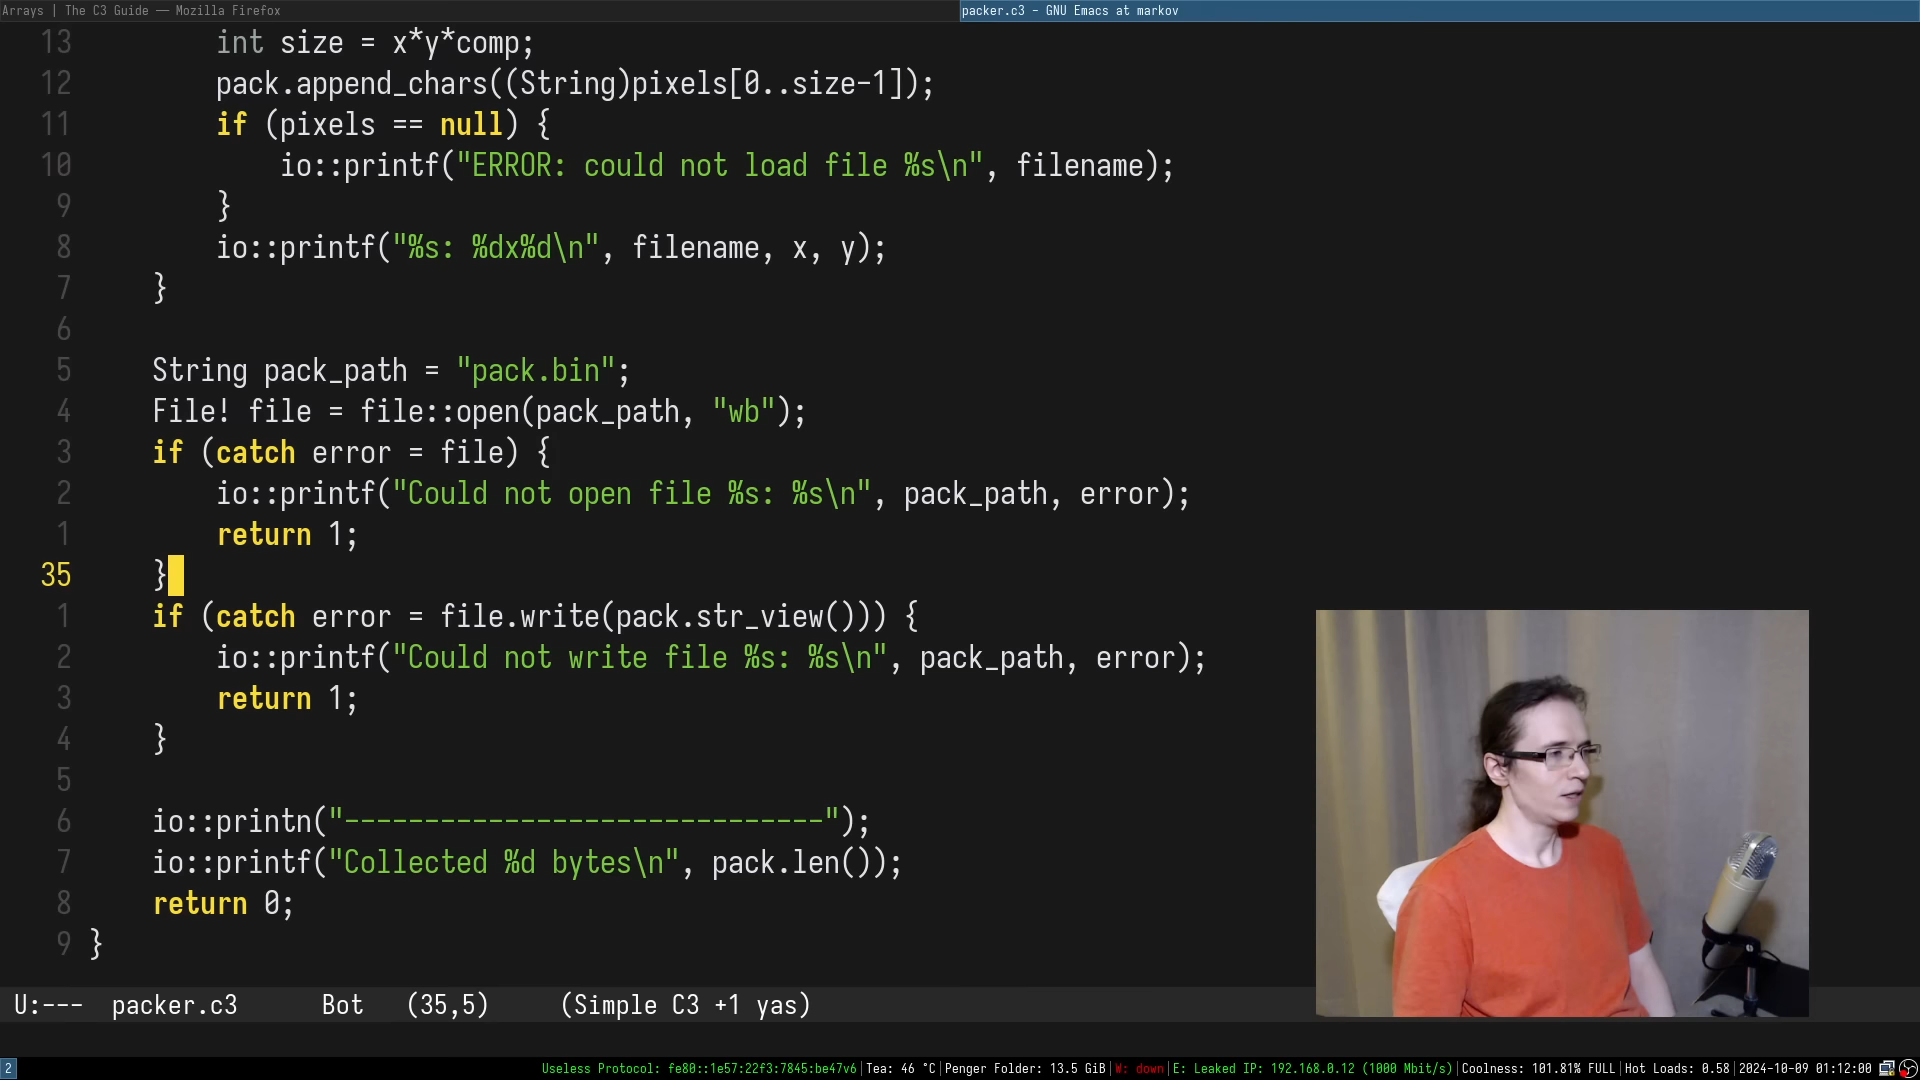 Arrays | The C3 Guide — Mozilla Firefox
packer.c3 - GNU Emacs at markov
13 int size = x*y*comp;
12 pack.append_chars((String)pixels[0..size-1]);
11 if (pixels == null) {
10 io::printf("ERROR: could not load file %s\n", filename);
9 }
8 io::printf("%s: %dx%d\n", filename, x, y);
7 }
6
5 String pack_path = "pack.bin";
4 File! file = file::open(pack_path, "wb");
3 if (catch error = file) {
2 io::printf("Could not open file %s: %s\n", pack_path, error);
1 return 1;
35 }
1 if (catch error = file.write(pack.str_view())) {
2 io::printf("Could not write file %s: %s\n", pack_path, error);
3 return 1;
4 }
5
6 io::printn("------------------------------");
7 io::printf("Collected %d bytes\n", pack.len());
8 return 0;
9 }
U:--- packer.c3 Bot (35,5) (Simple C3 +1 yas)
2 Useless Protocol: fe80::1e57:22f3:7845:be47v6|Tea: 46 °C|Penger Folder: 13.5 GiB|W: down|E: Leaked IP: 192.168.0.12 (1000 Mbit/s)|Coolness: 101.81% FULL|Hot Loads: 0.58|2024-10-09 01:12:00